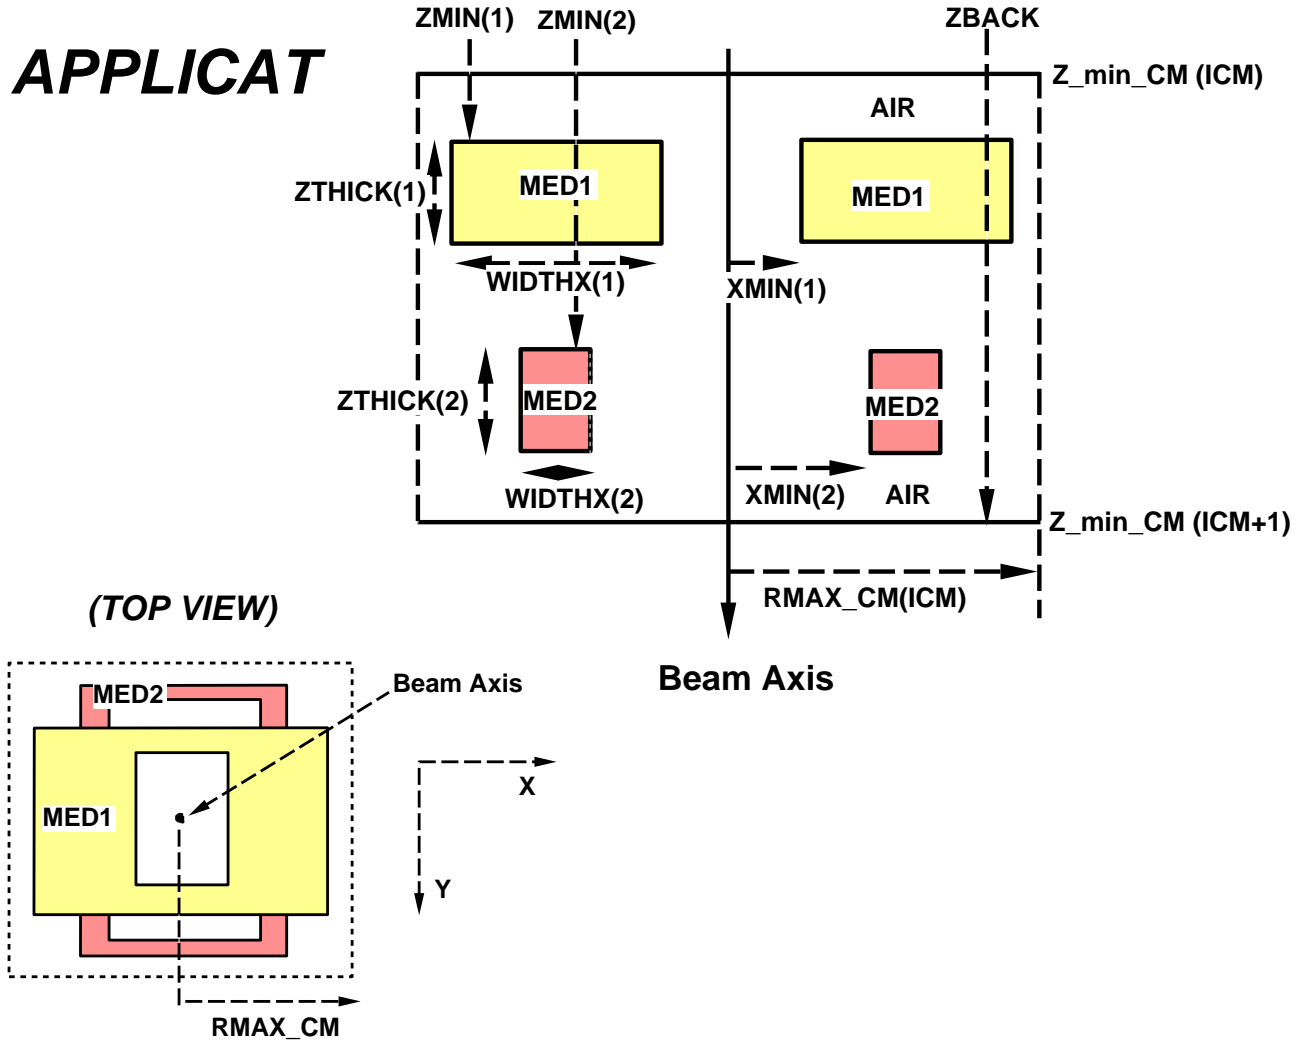 ZMIN(1) ZMIN(2) ZBACK
APPLICAT
Z_min_CM (ICM)
AIR
MED1
MED1
ZTHICK(1)
WIDTHX(1)
XMIN(1)
ZTHICK(2)
MED2
MED2
WIDTHX(2)
XMIN(2)
AIR
Z_min_CM (ICM+1)
RMAX_CM(ICM)
Beam Axis
(TOP VIEW)
MED2
Beam Axis
MED1
X
Y
RMAX_CM